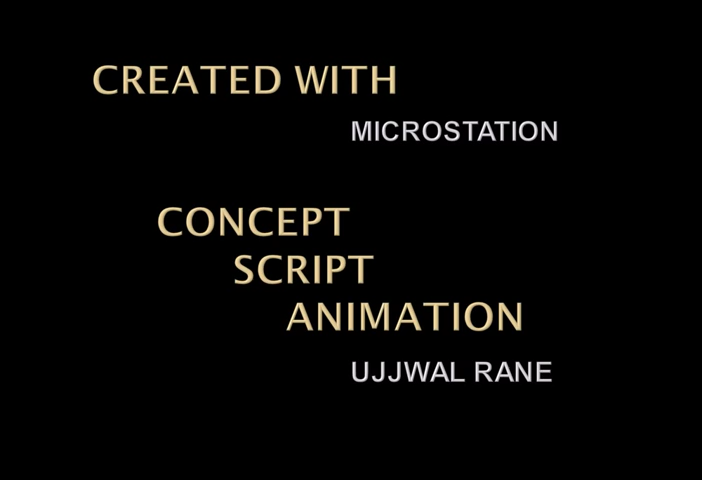 CREATED WITH
MICROSTATION
CONCEPT
SCRIPT
ANIMATION
UJJWAL RANE